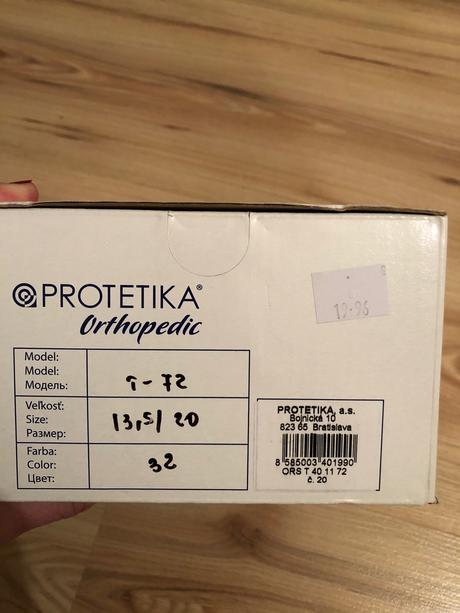 PROTETIKA®
Orthopedic
19.96
Model:
Model:
Модель:
T-72
Veľkosť:
Size:
Размер:
13,5/20
Farba:
Color:
Цвет:
32
PROTETIKA, a.s.
Bojnická 10
823 65 Bratislava
8 585003 401990
ORS T 40 11 72
č. 20